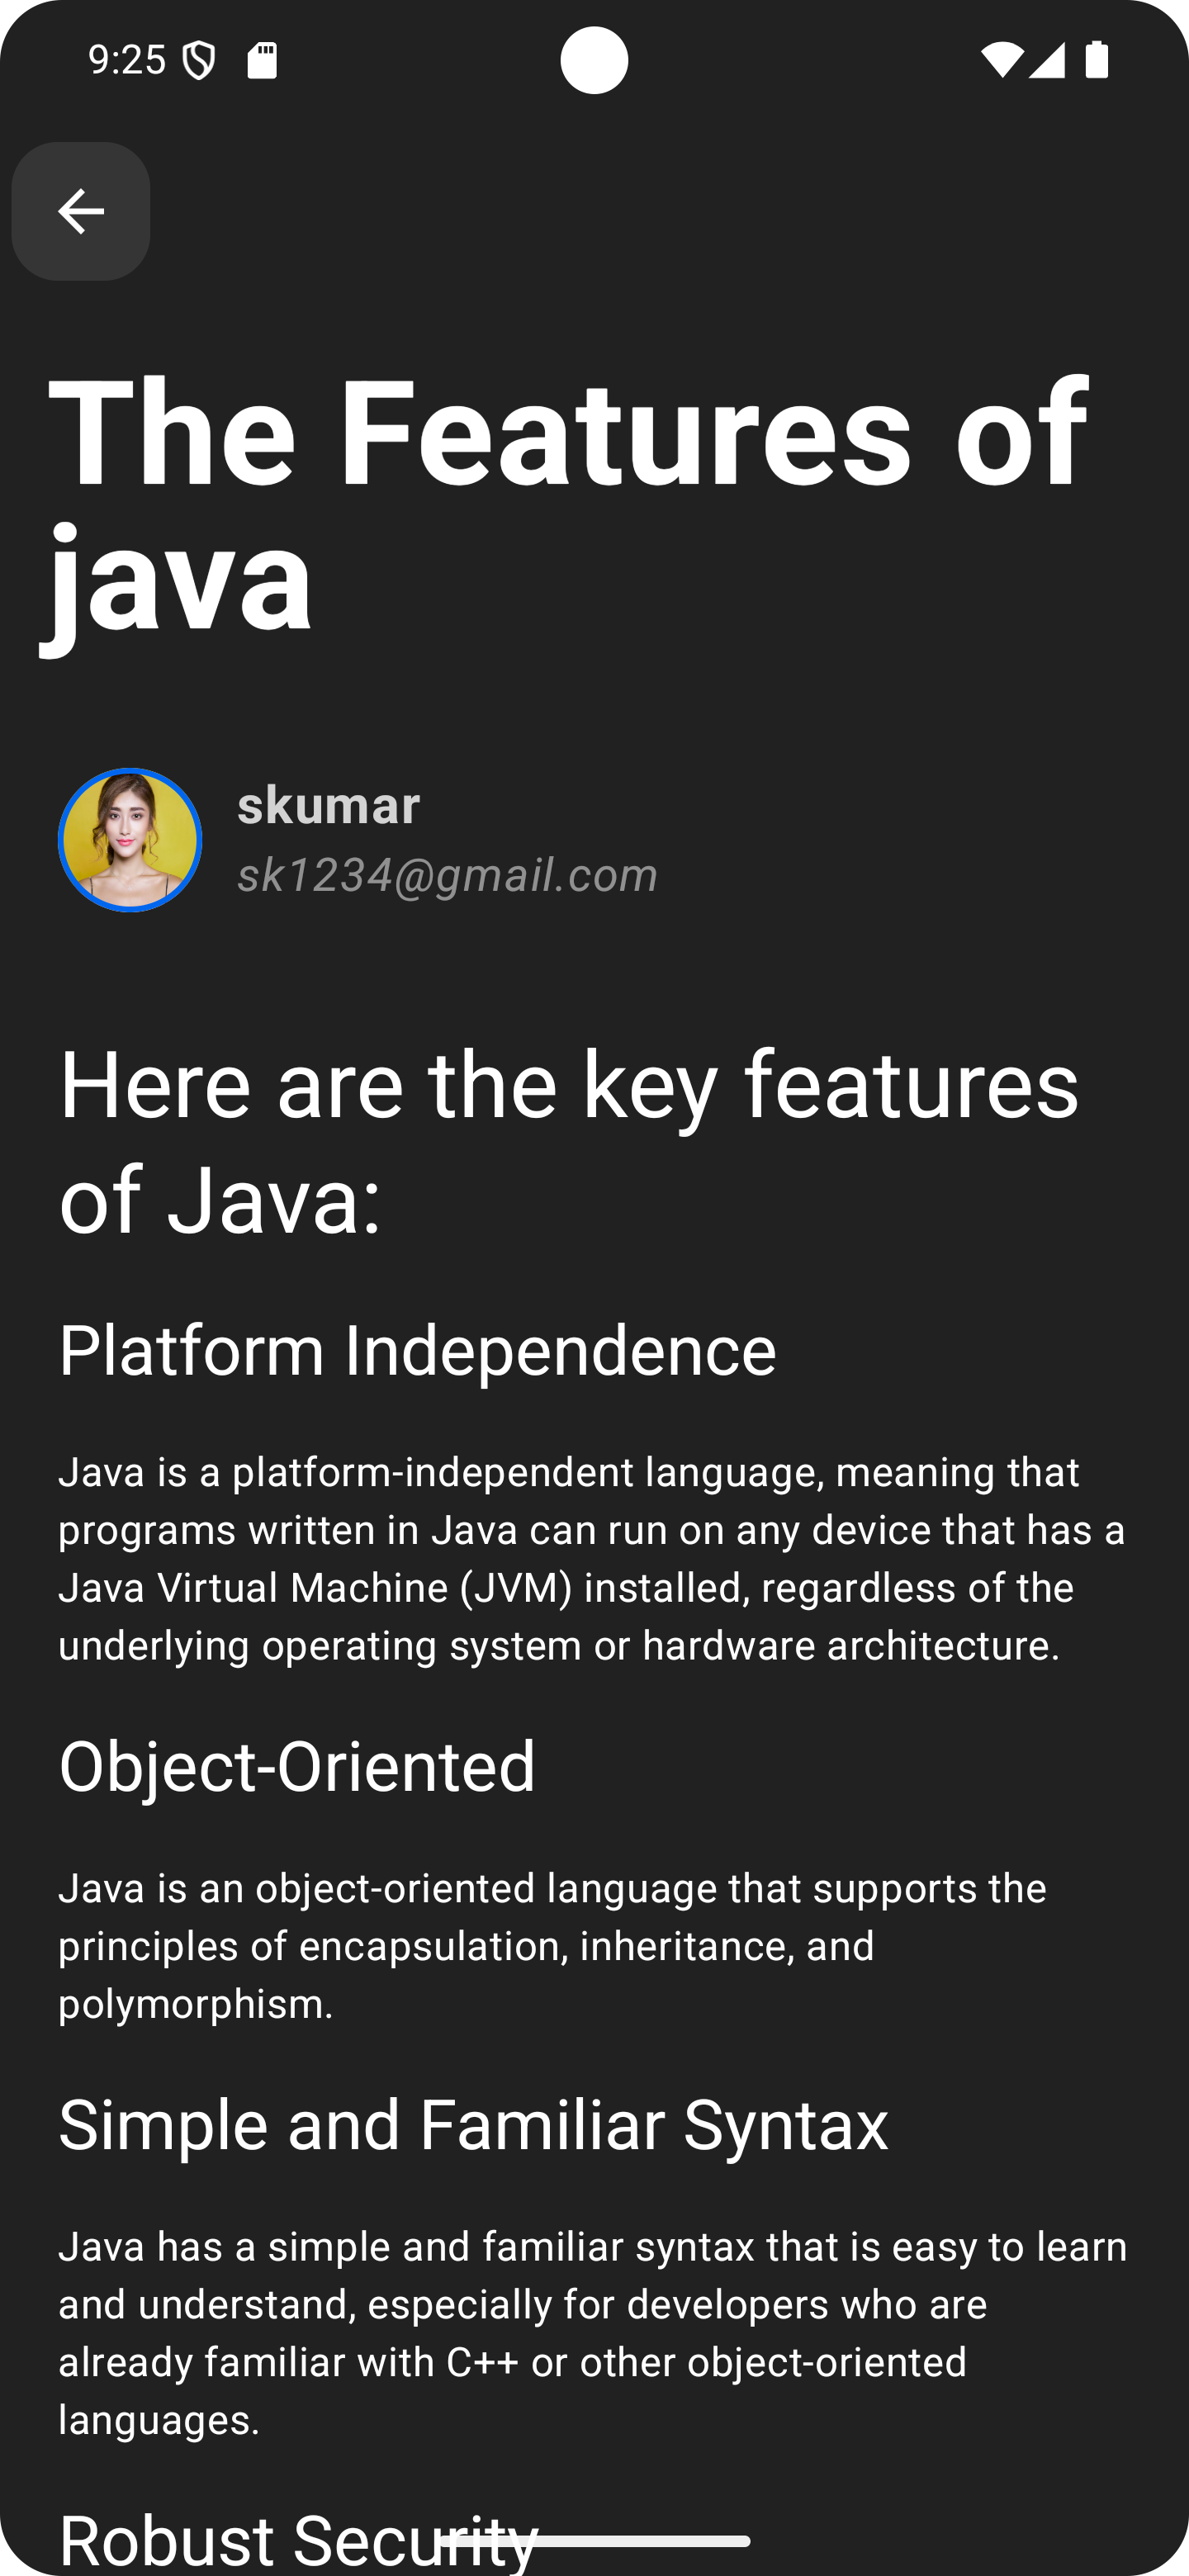 9:25
The Features of
java
skumar
sk1234@gmail.com
Here are the key features
of Java:
Platform Independence
Java is a platform-independent language, meaning that
programs written in Java can run on any device that has a
Java Virtual Machine (JVM) installed, regardless of the
underlying operating system or hardware architecture.
Object-Oriented
Java is an object-oriented language that supports the
principles of encapsulation, inheritance, and
polymorphism.
Simple and Familiar Syntax
Java has a simple and familiar syntax that is easy to learn
and understand, especially for developers who are
already familiar with C++ or other object-oriented
languages.
Robust Security